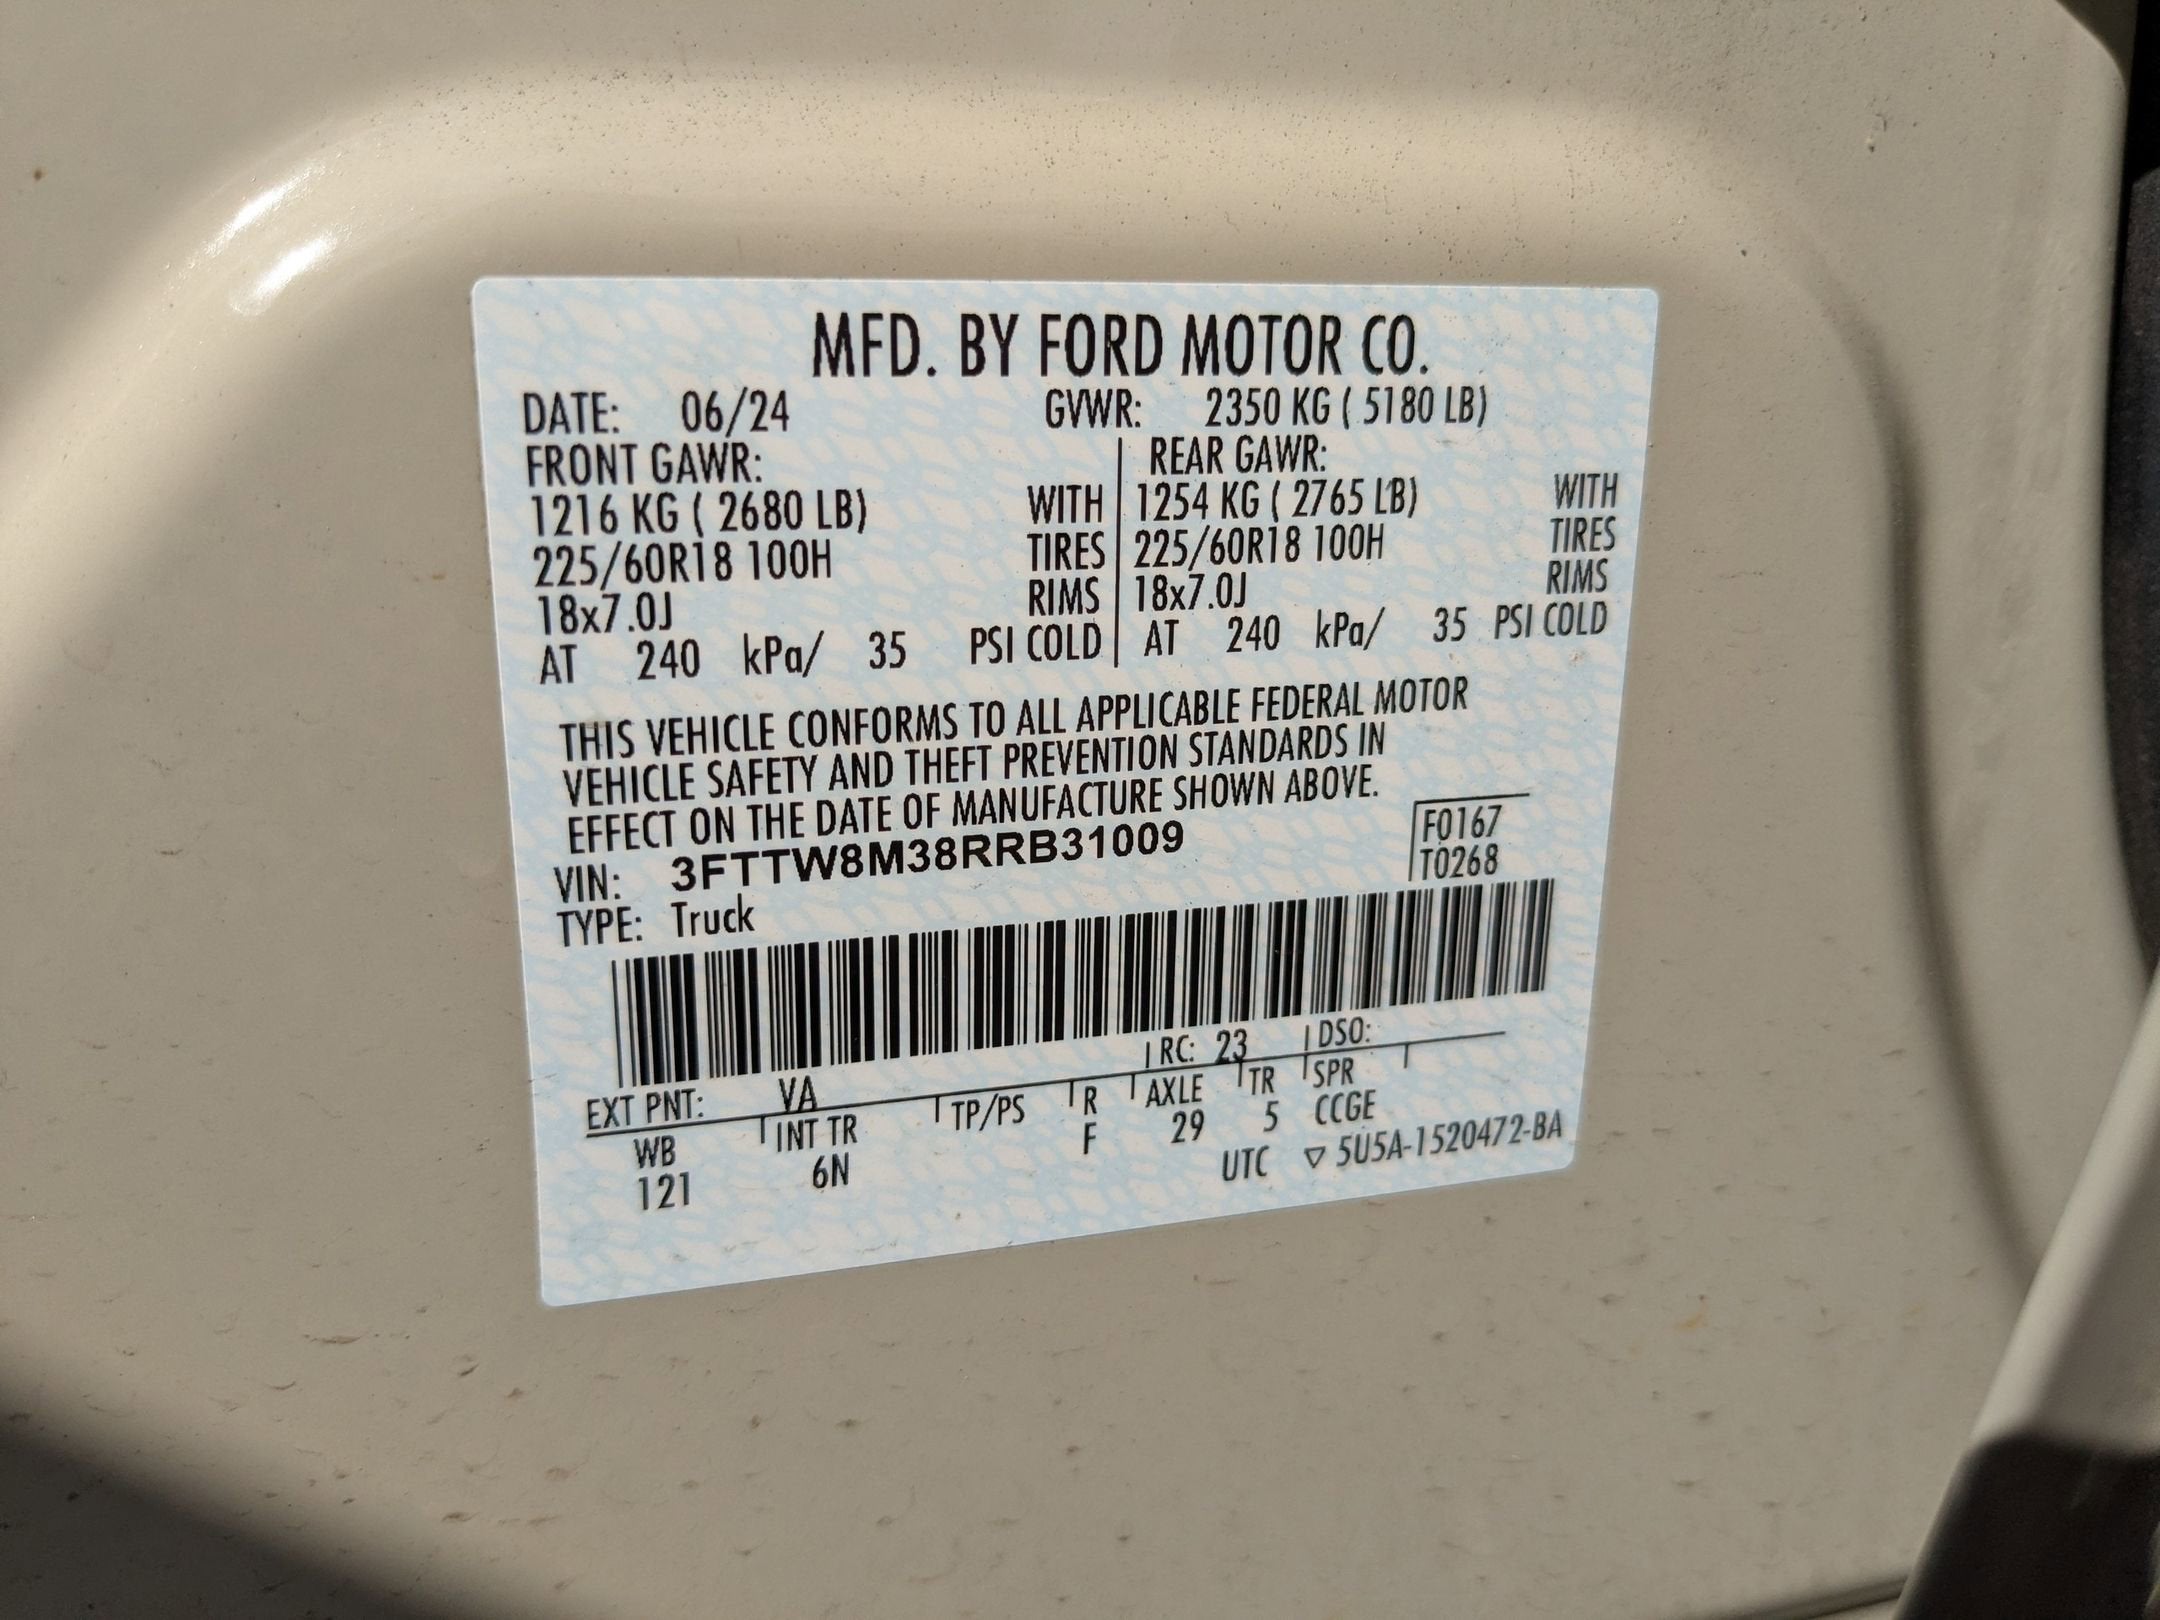 MFD. BY FORD MOTOR CO.
DATE: 06/24 GVWR: 2350 KG ( 5180 LB)
FRONT GAWR: REAR GAWR:
1216 KG ( 2680 LB) WITH 1254 KG ( 2765 LB) WITH
225/60R18 100H TIRES 225/60R18 100H TIRES
18x7.0J RIMS 18x7.0J RIMS
AT 240 kPa/ 35 PSI COLD AT 240 kPa/ 35 PSI COLD
THIS VEHICLE CONFORMS TO ALL APPLICABLE FEDERAL MOTOR
VEHICLE SAFETY AND THEFT PREVENTION STANDARDS IN
EFFECT ON THE DATE OF MANUFACTURE SHOWN ABOVE.
VIN: 3FTTW8M38RRB31009 F0167
TYPE: Truck T0268
EXT PNT: VA RC: 23 DSO:
WB INT TR TP/PS R AXLE TR SPR
121 6N F 29 5 CCGE
UTC ▽ 5U5A-1520472-BA